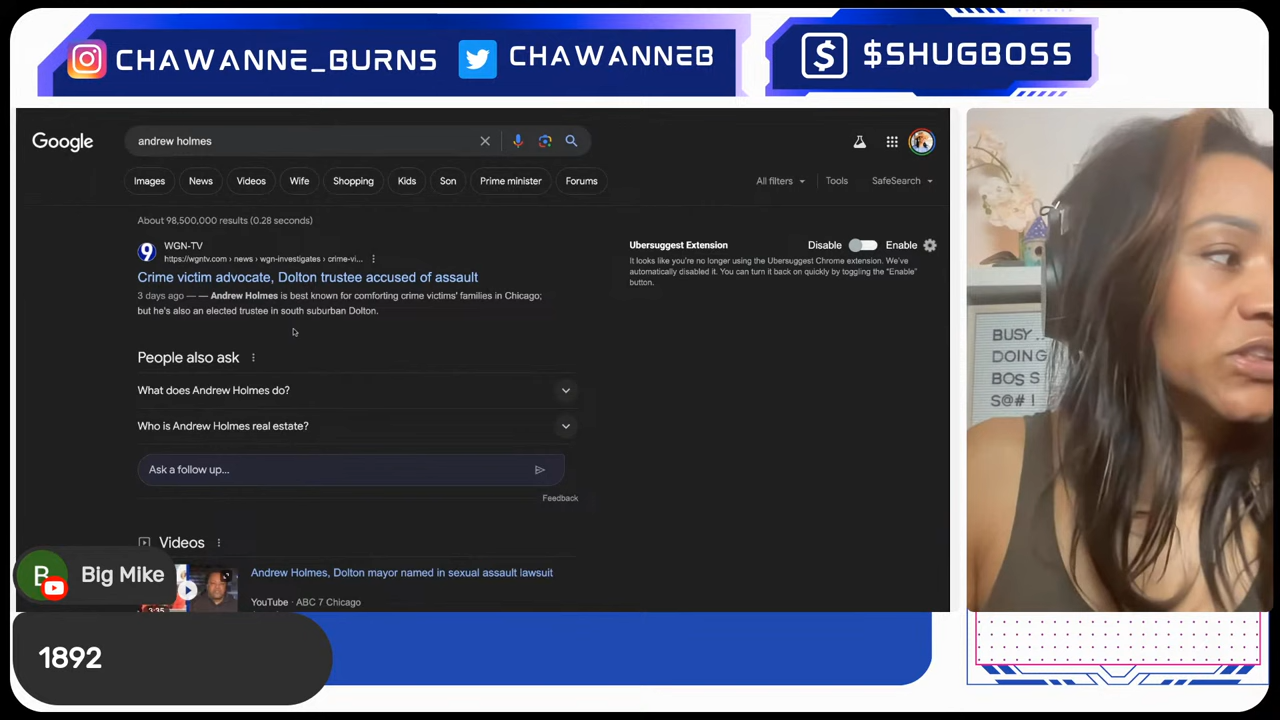 CHAWANNE_BURNS
CHAWANNEB
$SHUGBOSS
Google
andrew holmes
Images News Videos Wife Shopping Kids Son Prime minister Forums
All filters Tools SafeSearch
About 98,500,000 results (0.28 seconds)
9
WGN-TV
https://wgntv.com › news › wgn-investigates › crime-vi...
Crime victim advocate, Dolton trustee accused of assault
3 days ago — — Andrew Holmes is best known for comforting crime victims' families in Chicago;
but he's also an elected trustee in south suburban Dolton.
Ubersuggest Extension
Disable Enable
It looks like you're no longer using the Ubersuggest Chrome extension. We've
automatically disabled it. You can turn it back on quickly by toggling the "Enable"
button.
People also ask
What does Andrew Holmes do?
Who is Andrew Holmes real estate?
Ask a follow up...
Feedback
Videos
Andrew Holmes, Dolton mayor named in sexual assault lawsuit
YouTube · ABC 7 Chicago
3:35
B
Big Mike
1892
BUSY
DOING
BOSS
S@#!